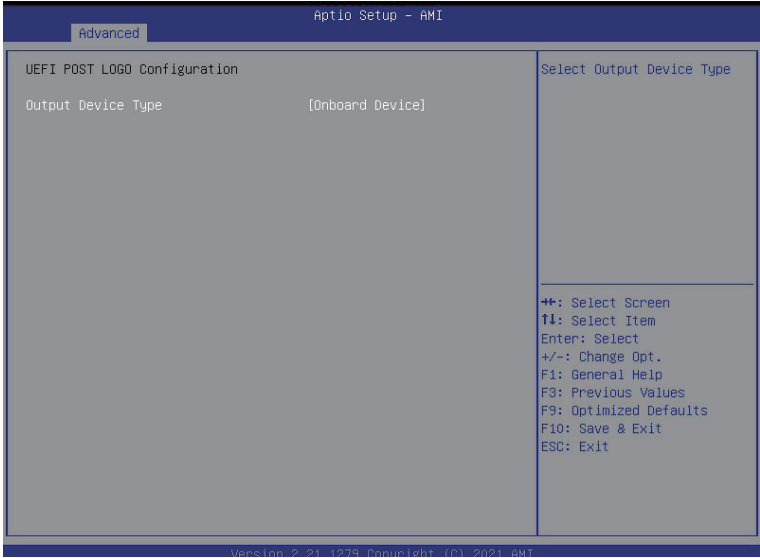 Aptio Setup – AMI
Advanced
UEFI POST LOGO Configuration
Output Device Type [Onboard Device]
Select Output Device Type
→←: Select Screen
↑↓: Select Item
Enter: Select
+/-: Change Opt.
F1: General Help
F3: Previous Values
F9: Optimized Defaults
F10: Save & Exit
ESC: Exit
Version 2.21.1279 Copyright (C) 2021 AMI